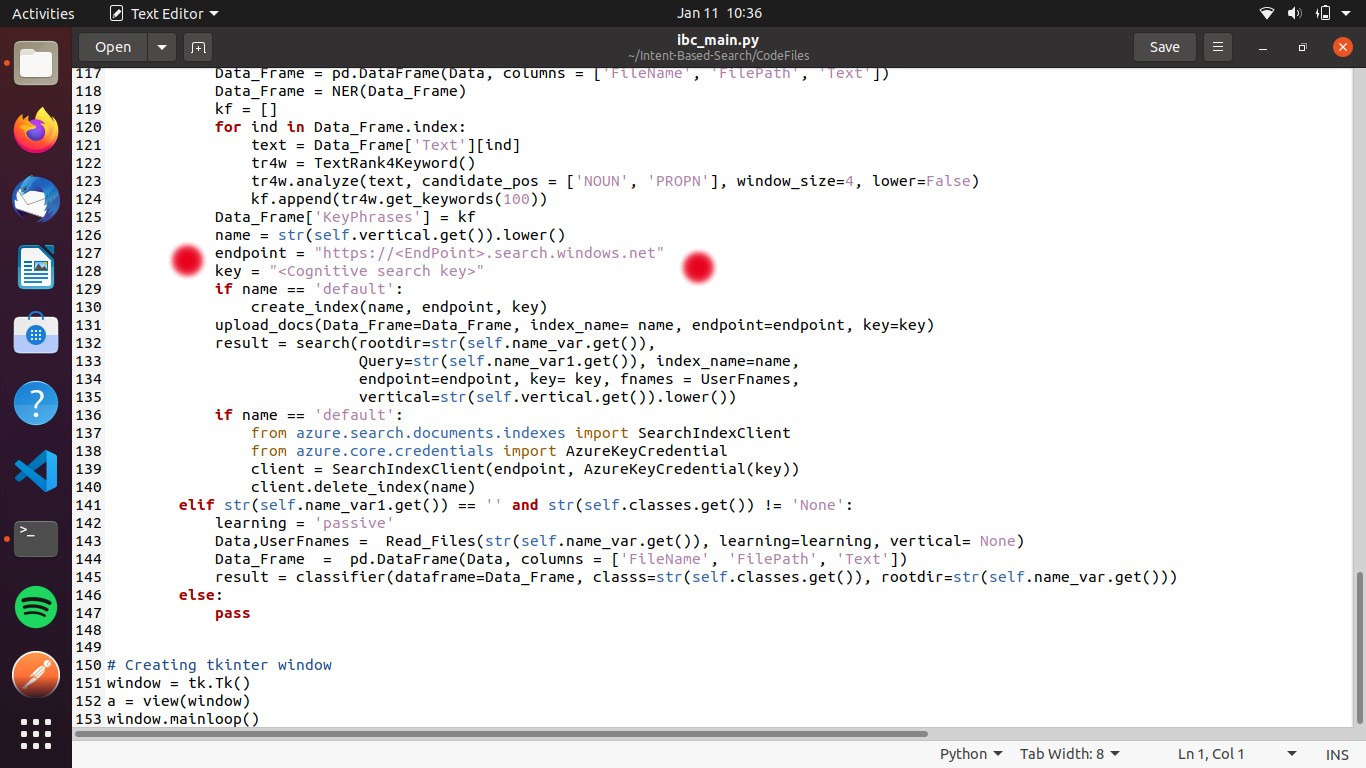 Activities Text Editor Jan 11 10:36
Open ibc_main.py Save
~/Intent-Based-Search/CodeFiles
117             Data_Frame = pd.DataFrame(Data, columns = ['FileName', 'FilePath', 'Text'])
118             Data_Frame = NER(Data_Frame)
119             kf = []
120             for ind in Data_Frame.index:
121                 text = Data_Frame['Text'][ind]
122                 tr4w = TextRank4Keyword()
123                 tr4w.analyze(text, candidate_pos = ['NOUN', 'PROPN'], window_size=4, lower=False)
124                 kf.append(tr4w.get_keywords(100))
125             Data_Frame['KeyPhrases'] = kf
126             name = str(self.vertical.get()).lower()
127             endpoint = "https://<EndPoint>.search.windows.net"
128             key = "<Cognitive search key>"
129             if name == 'default':
130                 create_index(name, endpoint, key)
131             upload_docs(Data_Frame=Data_Frame, index_name= name, endpoint=endpoint, key=key)
132             result = search(rootdir=str(self.name_var.get()),
133                             Query=str(self.name_var1.get()), index_name=name,
134                             endpoint=endpoint, key= key, fnames = UserFnames,
135                             vertical=str(self.vertical.get()).lower())
136             if name == 'default':
137                 from azure.search.documents.indexes import SearchIndexClient
138                 from azure.core.credentials import AzureKeyCredential
139                 client = SearchIndexClient(endpoint, AzureKeyCredential(key))
140                 client.delete_index(name)
141         elif str(self.name_var1.get()) == '' and str(self.classes.get()) != 'None':
142             learning = 'passive'
143             Data,UserFnames =  Read_Files(str(self.name_var.get()), learning=learning, vertical= None)
144             Data_Frame  =  pd.DataFrame(Data, columns = ['FileName', 'FilePath', 'Text'])
145             result = classifier(dataframe=Data_Frame, classs=str(self.classes.get()), rootdir=str(self.name_var.get()))
146         else:
147             pass
148
149
150 # Creating tkinter window
151 window = tk.Tk()
152 a = view(window)
153 window.mainloop()
Python Tab Width: 8 Ln 1, Col 1 INS